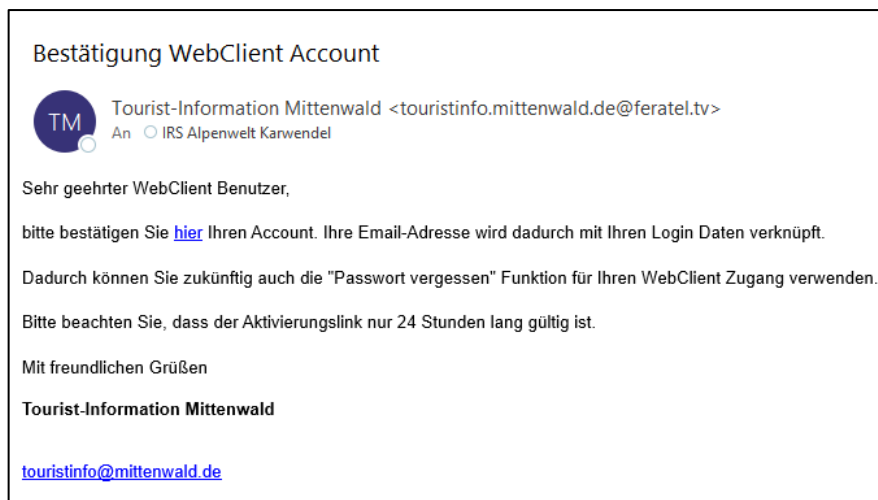 Bestätigung WebClient Account
TM
Tourist-Information Mittenwald <touristinfo.mittenwald.de@feratel.tv>
An IRS Alpenwelt Karwendel
Sehr geehrter WebClient Benutzer,
bitte bestätigen Sie hier Ihren Account. Ihre Email-Adresse wird dadurch mit Ihren Login Daten verknüpft.
Dadurch können Sie zukünftig auch die "Passwort vergessen" Funktion für Ihren WebClient Zugang verwenden.
Bitte beachten Sie, dass der Aktivierungslink nur 24 Stunden lang gültig ist.
Mit freundlichen Grüßen
Tourist-Information Mittenwald
touristinfo@mittenwald.de